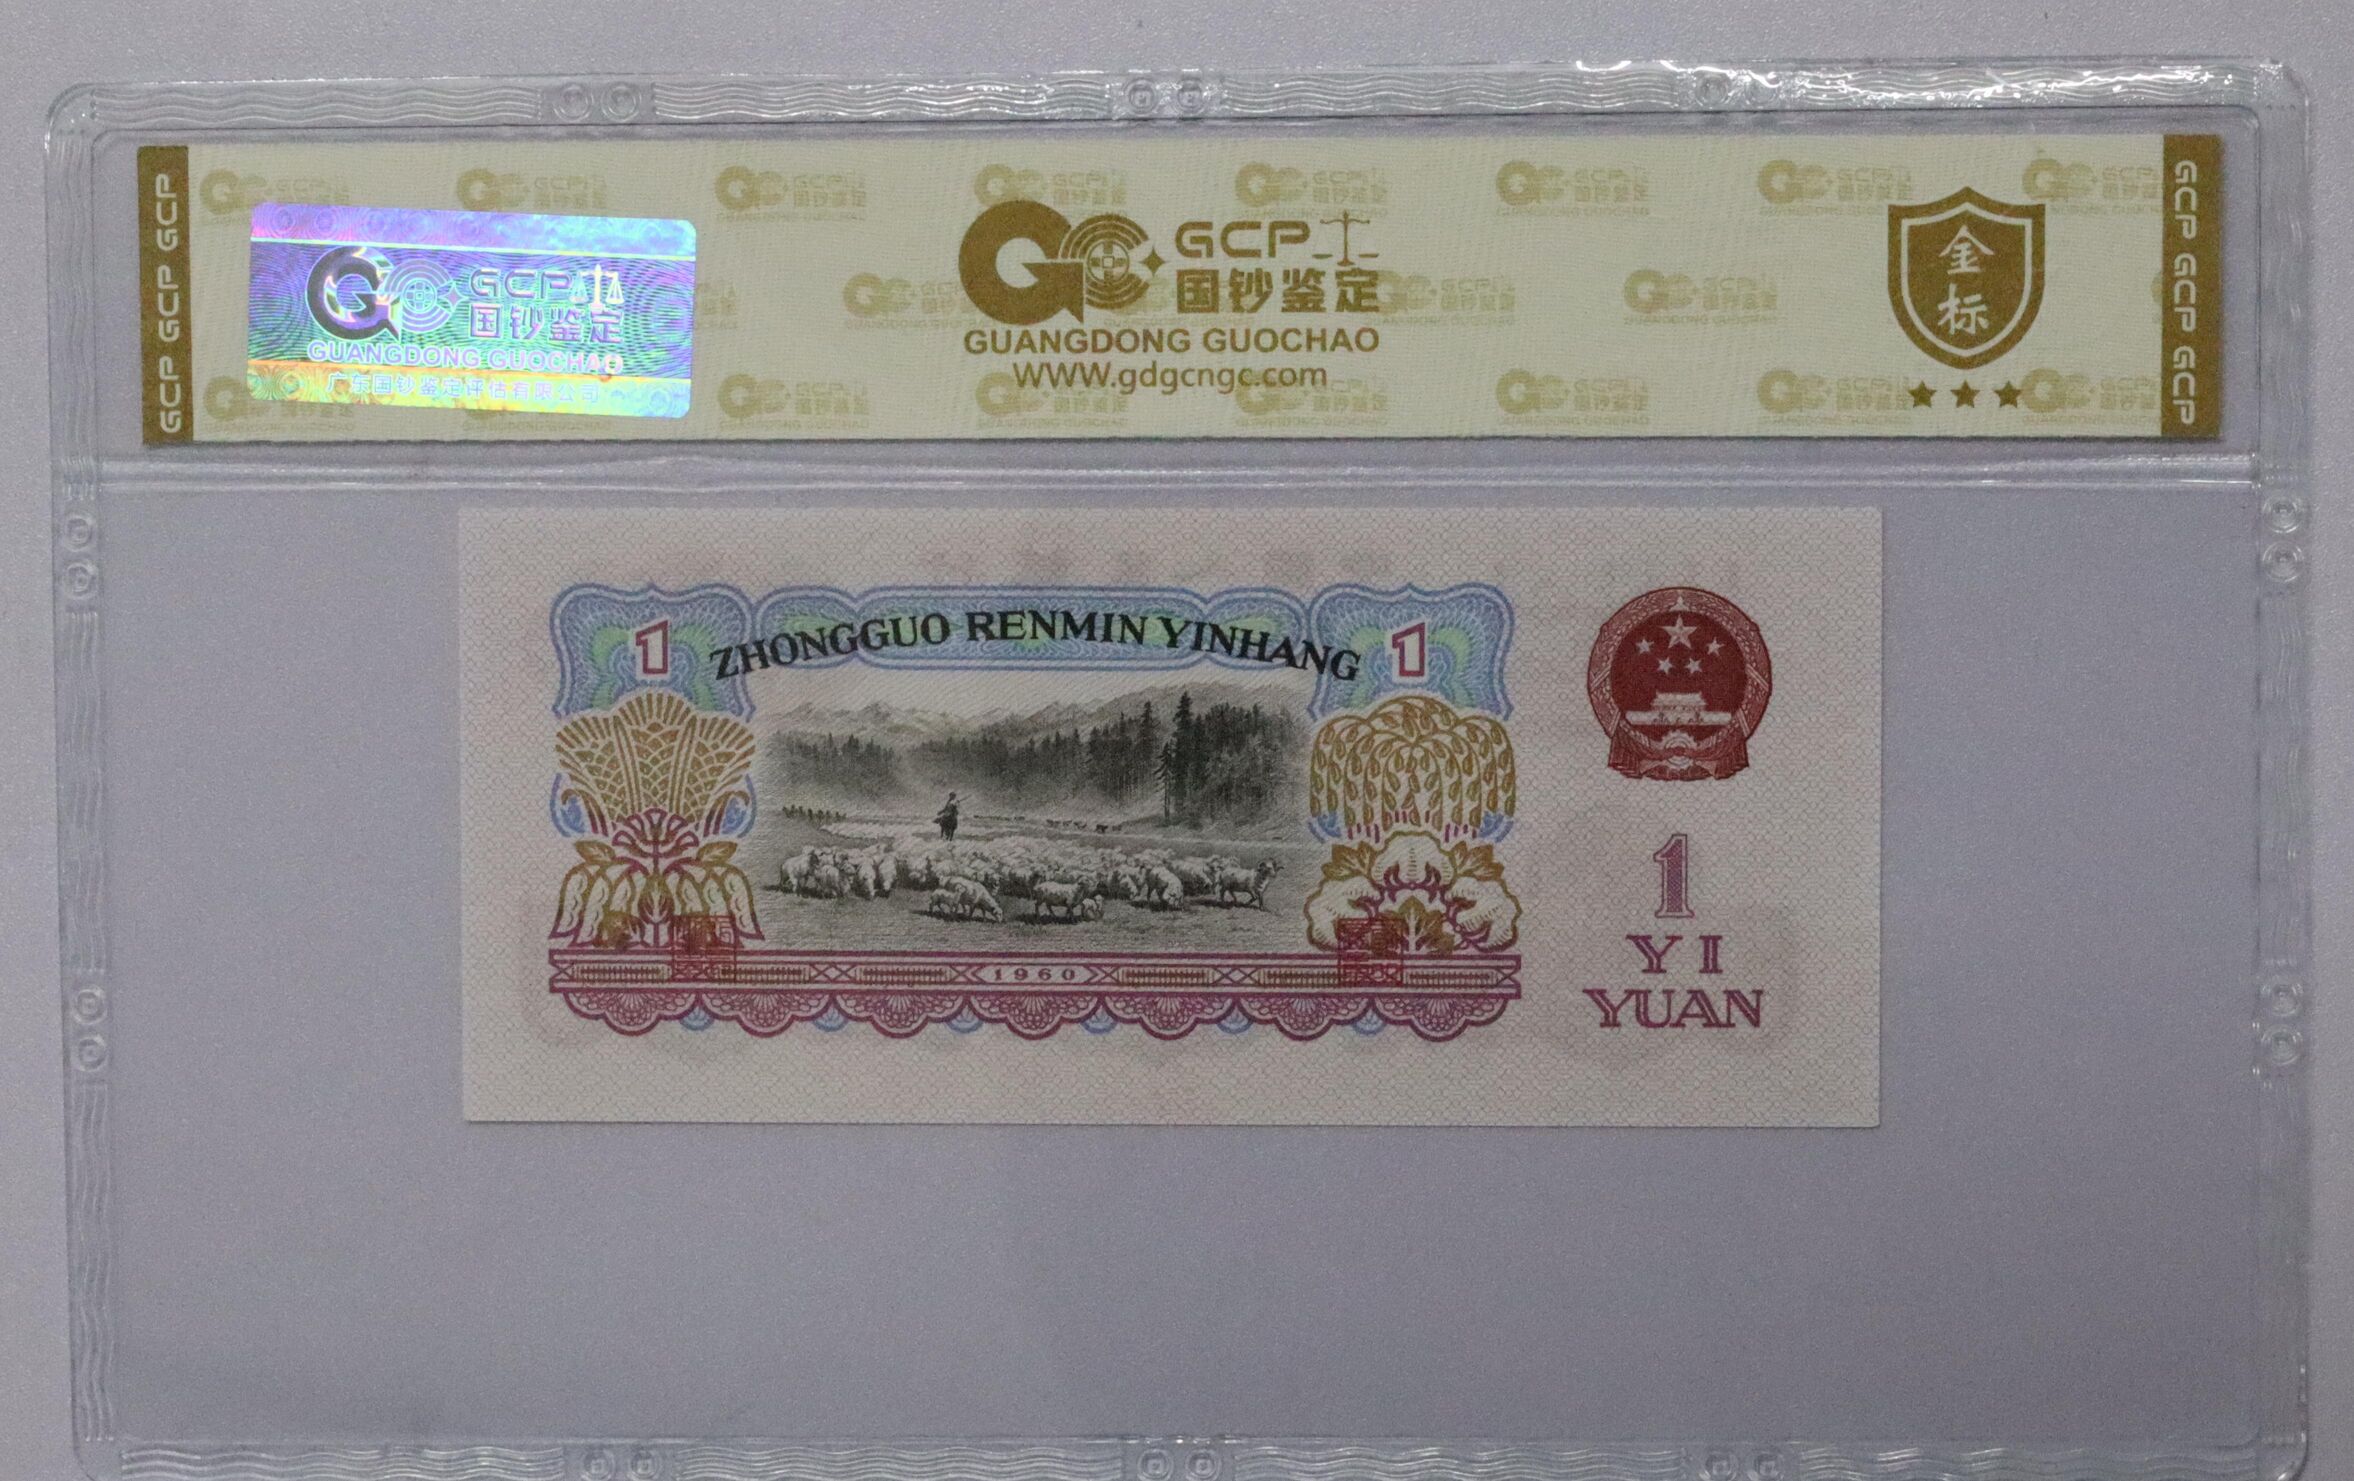 GCP GCP GCP
GCP
国钞鉴定
GUANGDONG GUOCHAO
广东国钞鉴定评估有限公司
GCP
国钞鉴定
GUANGDONG GUOCHAO
www.gdgcngc.com
金
标
GCP GCP GCP
ZHONGGUO RENMIN YINHANG
1
1
1960
1
YI
YUAN